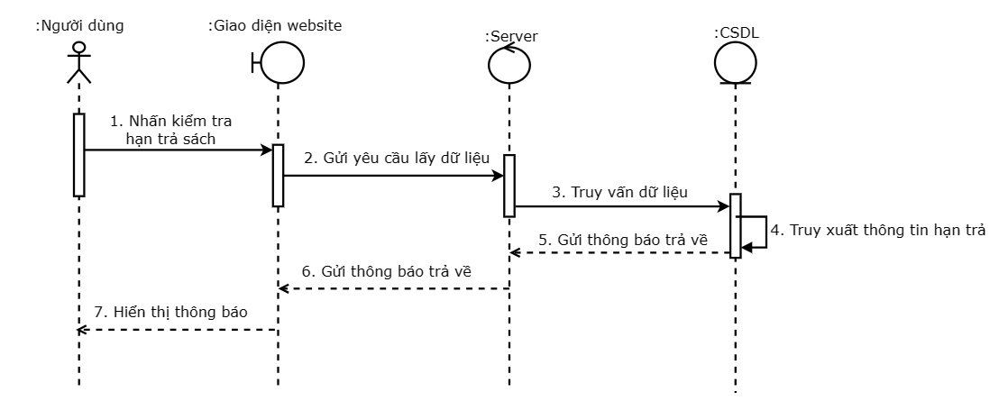 :Người dùng
:Giao diện website
:Server
:CSDL
1. Nhấn kiểm tra
hạn trả sách
2. Gửi yêu cầu lấy dữ liệu
3. Truy vấn dữ liệu
4. Truy xuất thông tin hạn trả
5. Gửi thông báo trả về
6. Gửi thông báo trả về
7. Hiển thị thông báo